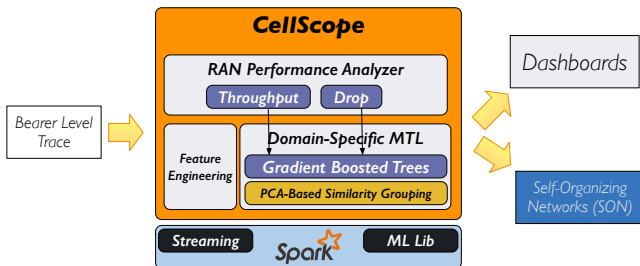 CellScope
RAN Performance Analyzer
Throughput
Drop
Bearer Level
Trace
Feature
Engineering
Domain-Specific MTL
Gradient Boosted Trees
PCA-Based Similarity Grouping
Streaming
Spark
ML Lib
Dashboards
Self-Organizing
Networks (SON)